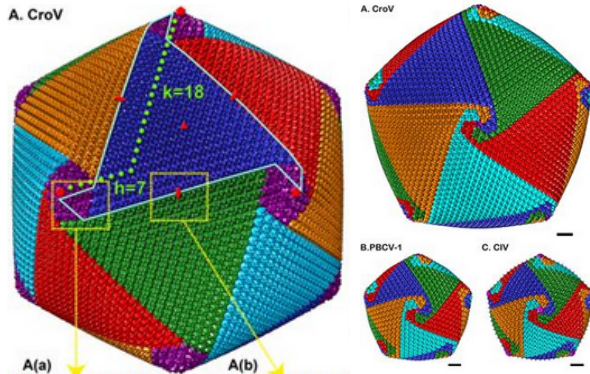 A. CroV
k=18
h=7
A(a)
A(b)
A. CroV
B.PBCV-1
C. CIV